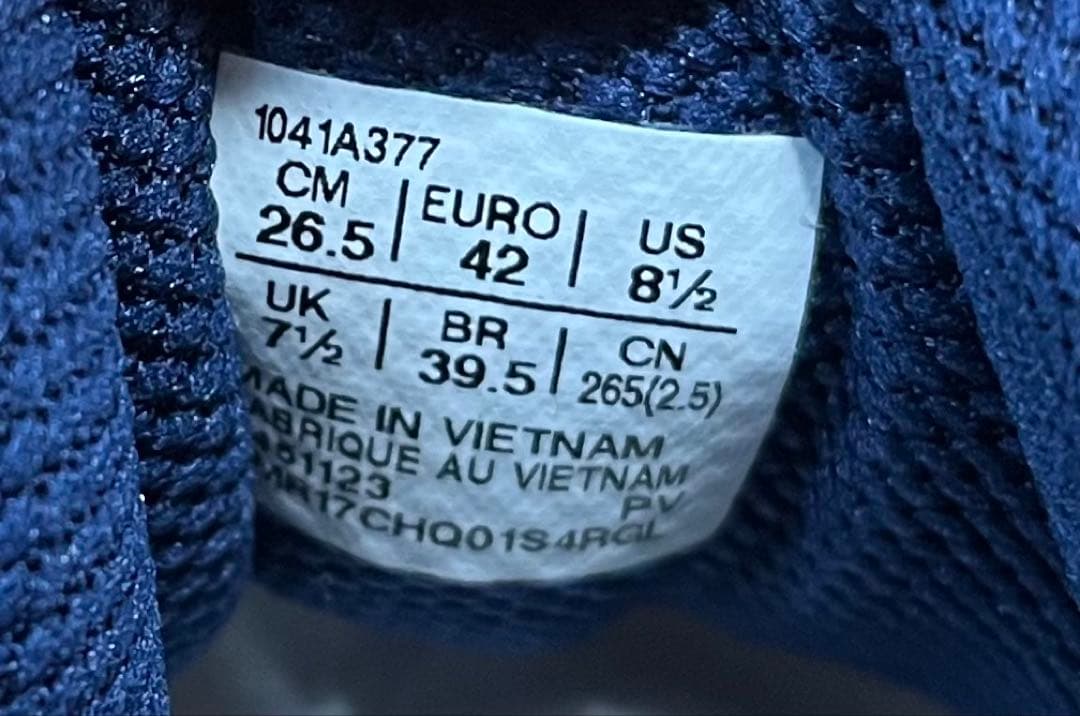 1041A377
CM | EURO | US
26.5 | 42 | 8½
UK | BR | CN
7½ | 39.5 | 265(2.5)
MADE IN VIETNAM
FABRIQUE AU VIETNAM
PV